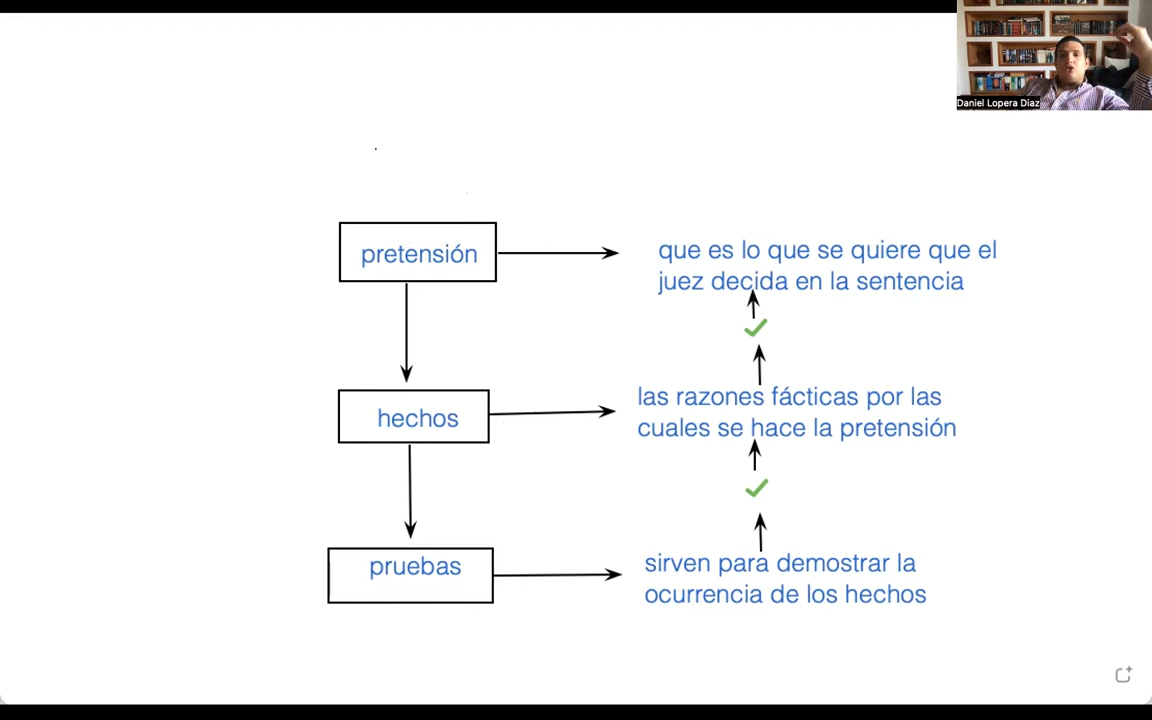 Daniel Lopera Diaz
pretensión
que es lo que se quiere que el
juez decida en la sentencia
hechos
las razones fácticas por las
cuales se hace la pretensión
pruebas
sirven para demostrar la
ocurrencia de los hechos